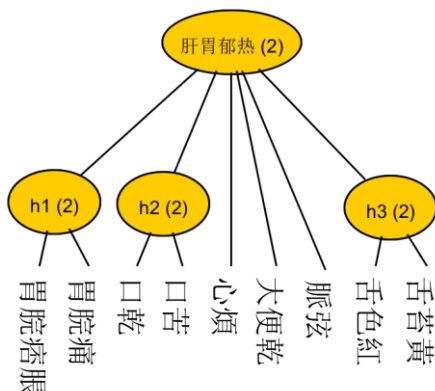 肝胃郁热 (2)
h1 (2)
h2 (2)
h3 (2)
胃脘痞脹
胃脘痛
口乾
口苦
心煩
大便乾
脈弦
舌色紅
舌苔黃